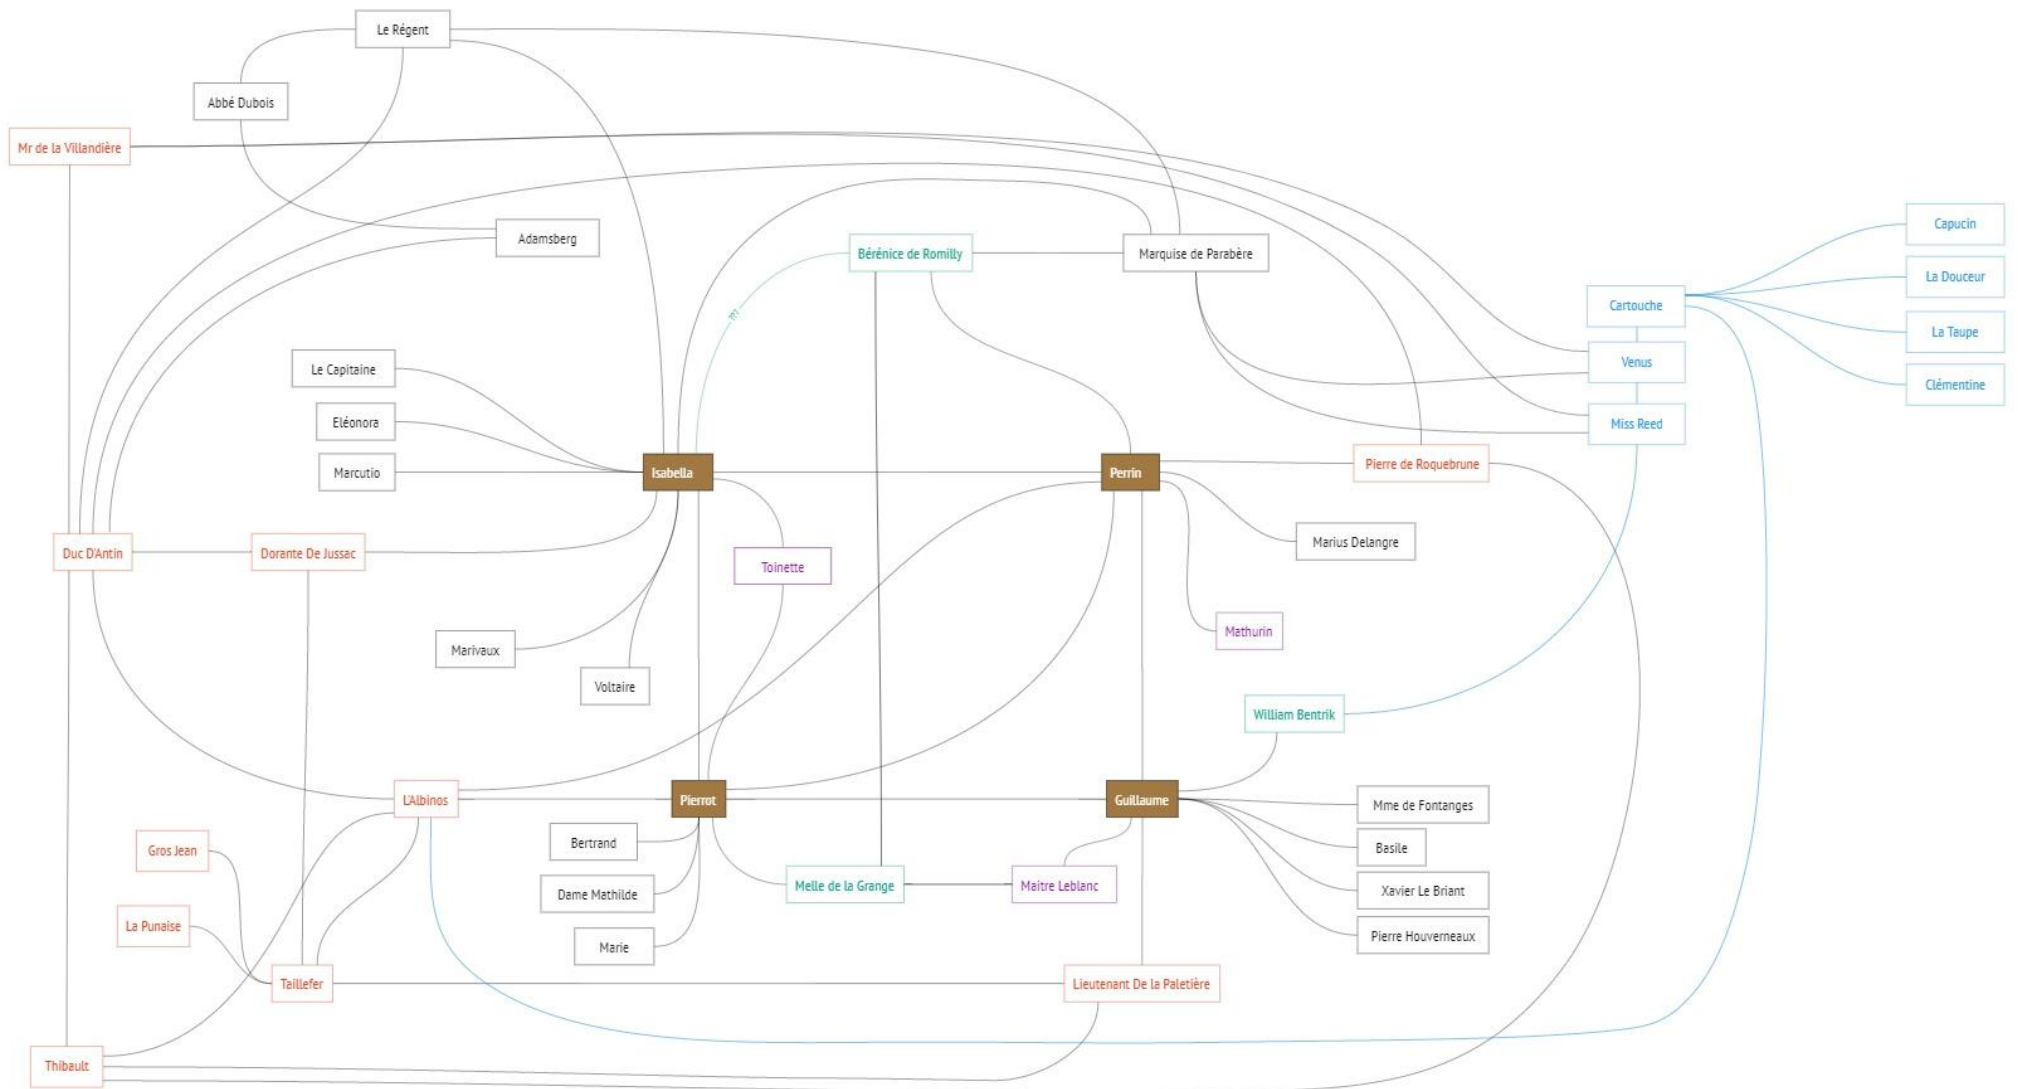 Le Régent
Abbé Dubois
Mr de la Villandière
Capucin
Adamsberg
Bérénice de Romilly
Marquise de Parabère
La Douceur
Cartouche
???
La Taupe
Venus
Le Capitaine
Clémentine
Eléonora
Miss Reed
Marcutio
Isabella
Perrin
Pierre de Roquebrune
Marius Delangre
Duc D'Antin
Dorante De Jussac
Toinette
Mathurin
Marivaux
Voltaire
William Bentrik
L'Albinos
Pierrot
Guillaume
Mme de Fontanges
Bertrand
Basile
Gros Jean
Melle de la Grange
Maitre Leblanc
Xavier Le Briant
Dame Mathilde
La Punaise
Pierre Houverneaux
Marie
Taillefer
Lieutenant De la Paletière
Thibault